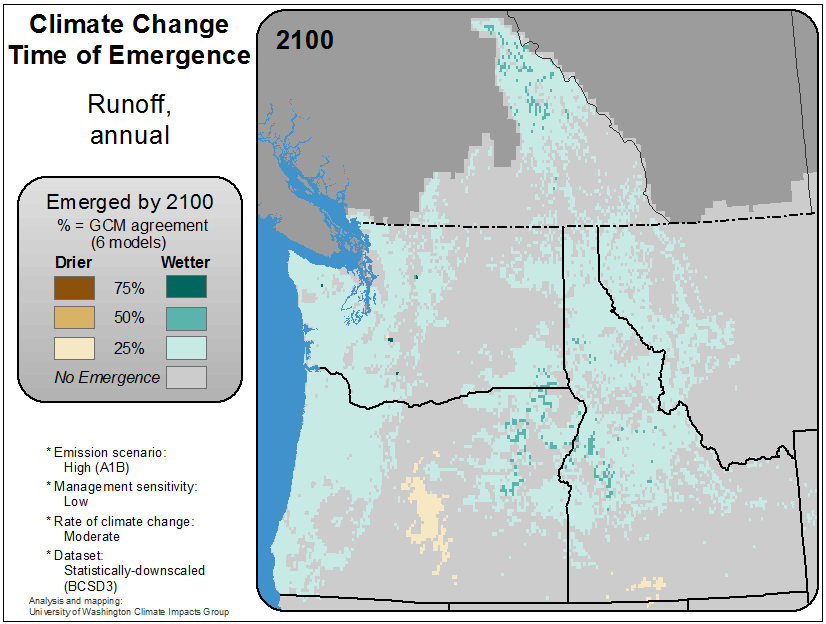 Climate Change
Time of Emergence
Runoff,
annual
Emerged by 2100
% = GCM agreement
(6 models)
Drier Wetter
75%
50%
25%
No Emergence
* Emission scenario:
High (A1B)
* Management sensitivity:
Low
* Rate of climate change:
Moderate
* Dataset:
Statistically-downscaled
(BCSD3)
Analysis and mapping:
University of Washington Climate Impacts Group
2100